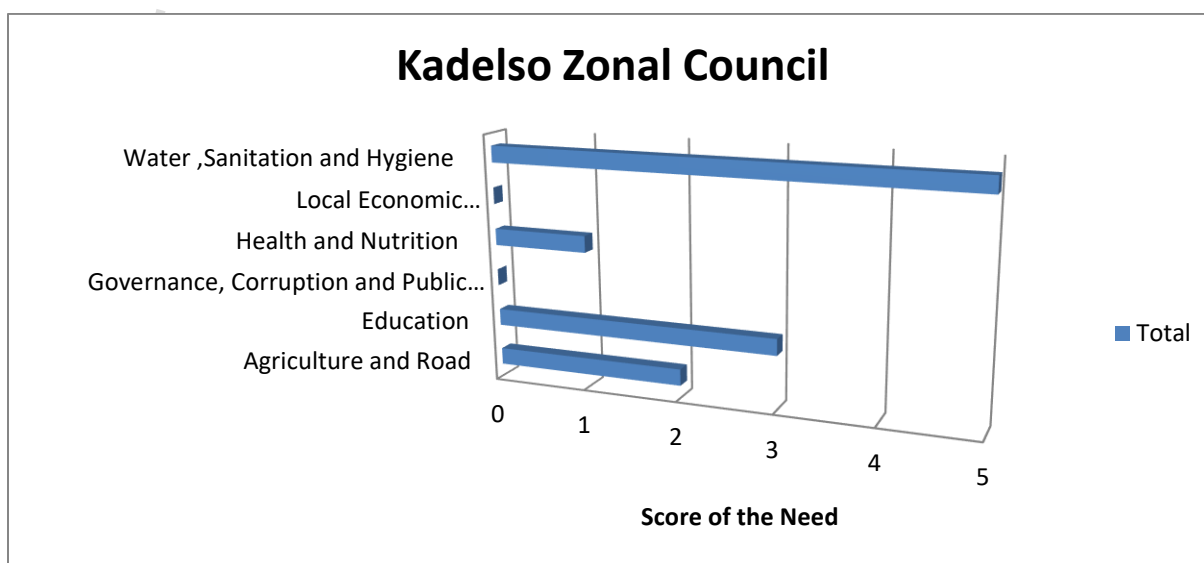 Kadelso Zonal Council
Water ,Sanitation and Hygiene
Local Economic…
Health and Nutrition
Governance, Corruption and Public…
Education
Agriculture and Road
0
1
2
3
4
5
Total
Score of the Need